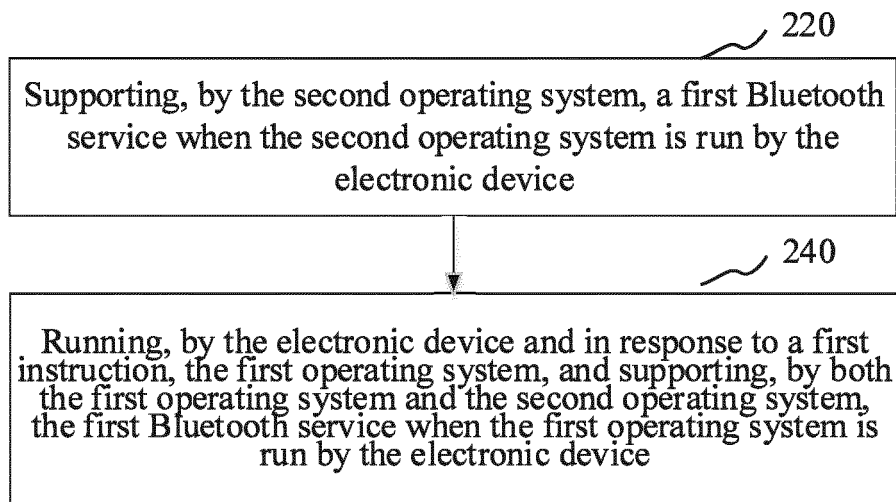 220
Supporting, by the second operating system, a first Bluetooth
service when the second operating system is run by the
electronic device
240
Running, by the electronic device and in response to a first
instruction, the first operating system, and supporting, by both
the first operating system and the second operating system,
the first Bluetooth service when the first operating system is
run by the electronic device